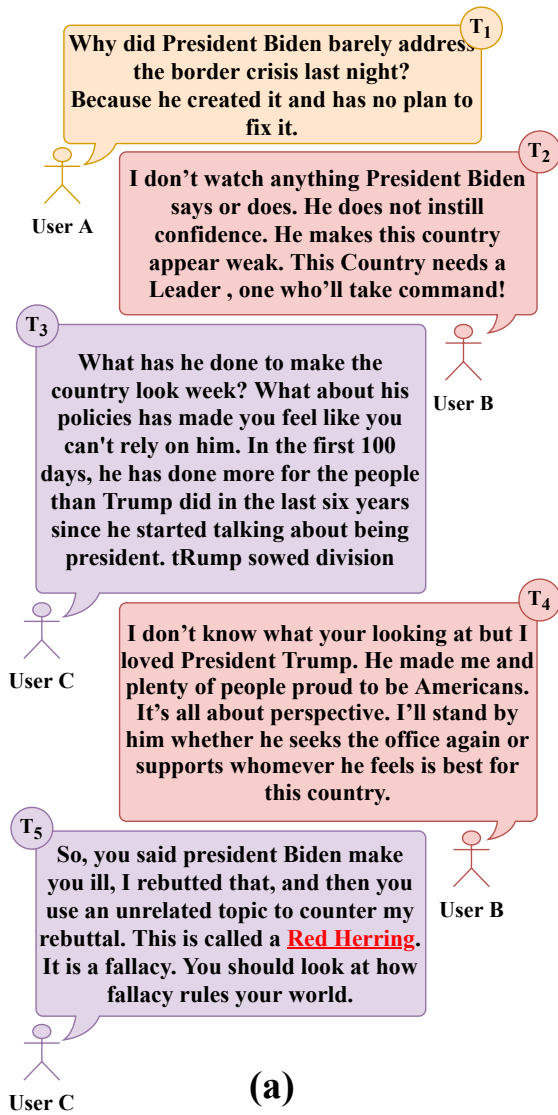 T1
Why did President Biden barely address
the border crisis last night?
Because he created it and has no plan to
fix it.
User A
T2
I don’t watch anything President Biden
says or does. He does not instill
confidence. He makes this country
appear weak. This Country needs a
Leader , one who’ll take command!
User B
T3
What has he done to make the
country look week? What about his
policies has made you feel like you
can't rely on him. In the first 100
days, he has done more for the people
than Trump did in the last six years
since he started talking about being
president. tRump sowed division
User C
T4
I don’t know what your looking at but I
loved President Trump. He made me and
plenty of people proud to be Americans.
It’s all about perspective. I’ll stand by
him whether he seeks the office again or
supports whomever he feels is best for
this country.
User B
T5
So, you said president Biden make
you ill, I rebutted that, and then you
use an unrelated topic to counter my
rebuttal. This is called a Red Herring.
It is a fallacy. You should look at how
fallacy rules your world.
User C
(a)